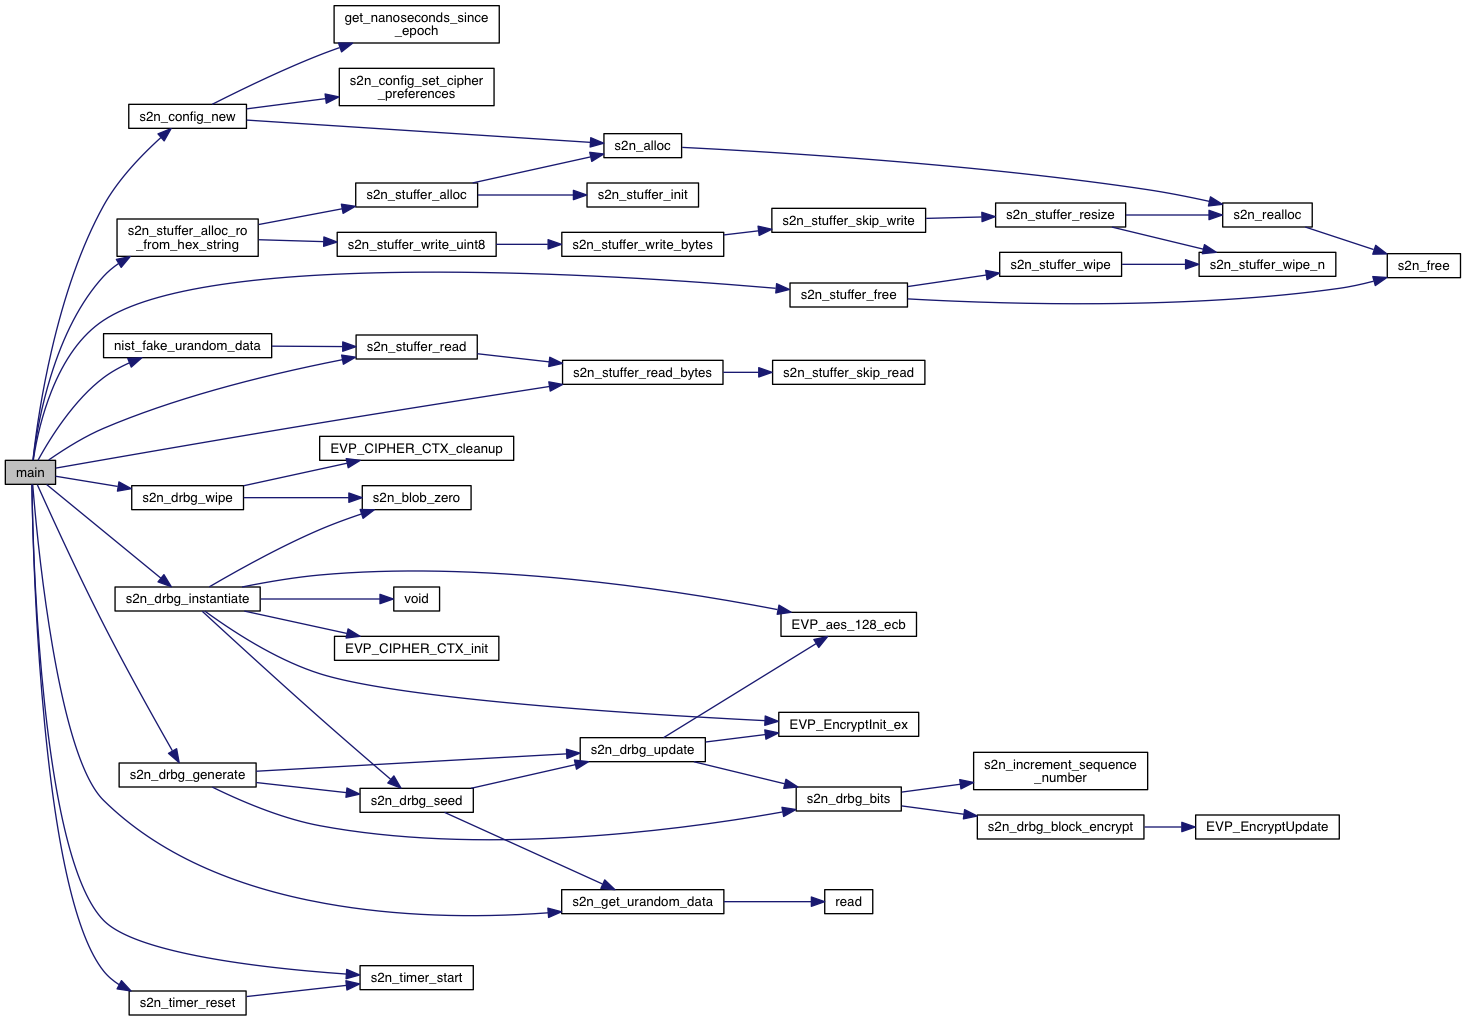 get_nanoseconds_since
_epoch
s2n_config_set_cipher
_preferences
s2n_config_new
s2n_alloc
s2n_stuffer_alloc
s2n_stuffer_init
s2n_stuffer_alloc_ro
_from_hex_string
s2n_stuffer_write_uint8
s2n_stuffer_write_bytes
s2n_stuffer_skip_write
s2n_stuffer_resize
s2n_realloc
s2n_stuffer_wipe
s2n_stuffer_wipe_n
s2n_free
s2n_stuffer_free
nist_fake_urandom_data
s2n_stuffer_read
s2n_stuffer_read_bytes
s2n_stuffer_skip_read
EVP_CIPHER_CTX_cleanup
main
s2n_drbg_wipe
s2n_blob_zero
s2n_drbg_instantiate
void
EVP_aes_128_ecb
EVP_CIPHER_CTX_init
EVP_EncryptInit_ex
s2n_drbg_update
s2n_drbg_generate
s2n_increment_sequence
_number
s2n_drbg_seed
s2n_drbg_bits
s2n_drbg_block_encrypt
EVP_EncryptUpdate
s2n_get_urandom_data
read
s2n_timer_start
s2n_timer_reset